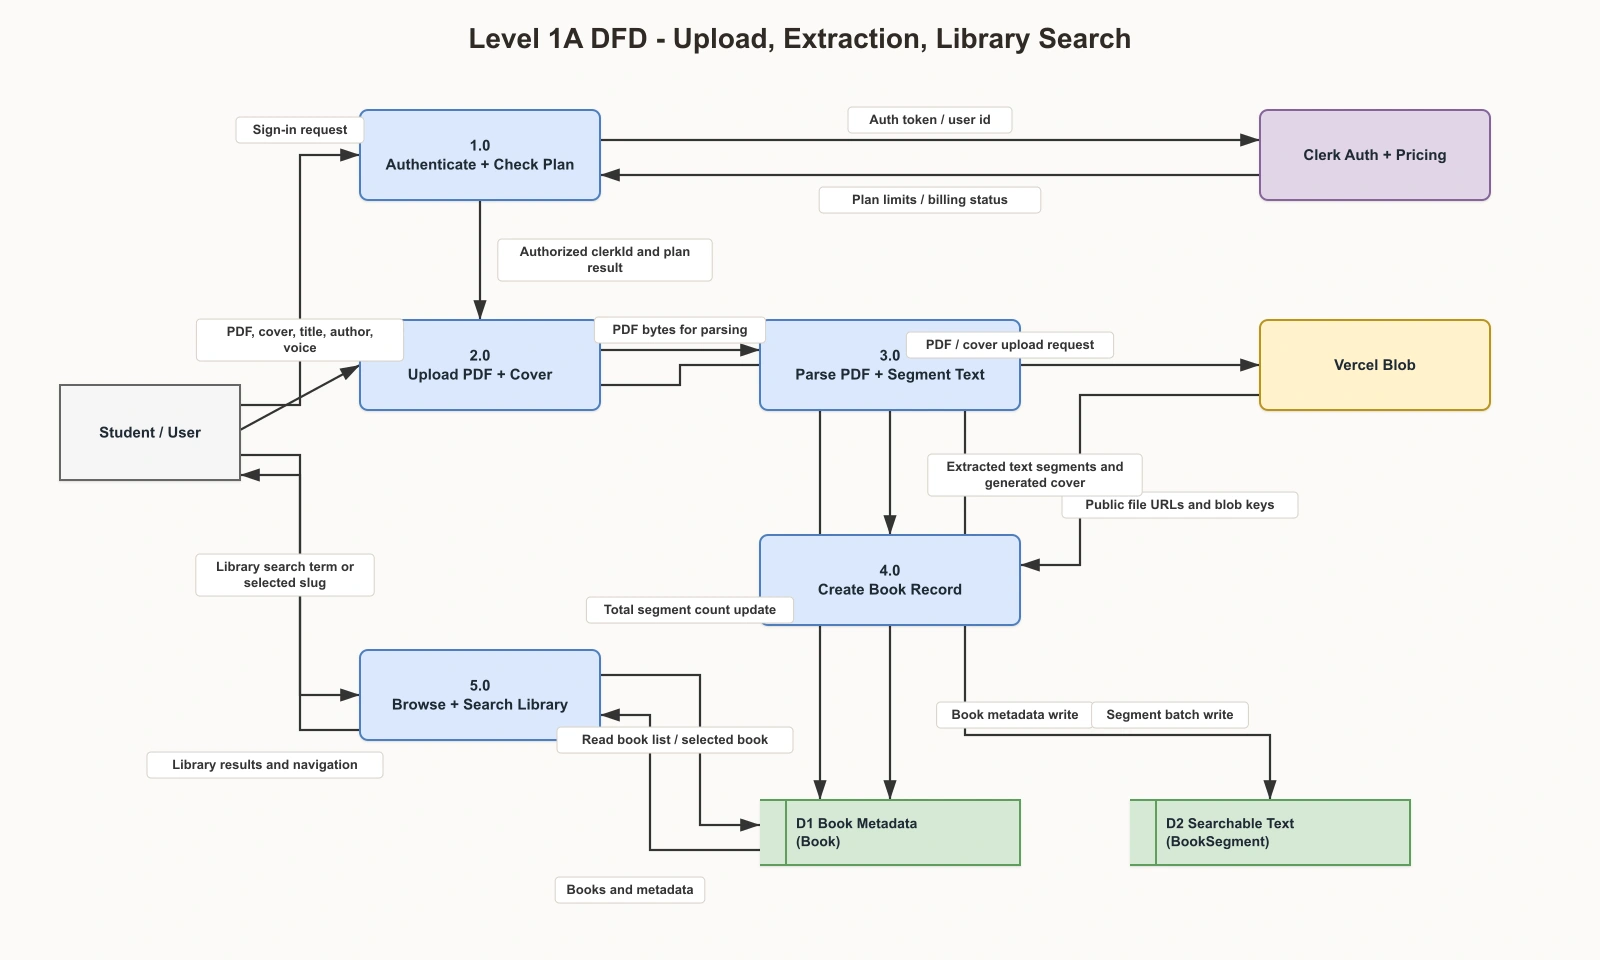 Level 1A DFD - Upload, Extraction, Library Search
Sign-in request
1.0
Authenticate + Check Plan
Auth token / user id
Clerk Auth + Pricing
Plan limits / billing status
Authorized clerkId and plan
result
PDF, cover, title, author,
voice
2.0
Upload PDF + Cover
PDF bytes for parsing
3.0
Parse PDF + Segment Text
PDF / cover upload request
Vercel Blob
Student / User
Extracted text segments and
generated cover
Public file URLs and blob keys
Library search term or
selected slug
4.0
Create Book Record
Total segment count update
5.0
Browse + Search Library
Read book list / selected book
Book metadata write
Segment batch write
Library results and navigation
D1 Book Metadata
(Book)
D2 Searchable Text
(BookSegment)
Books and metadata